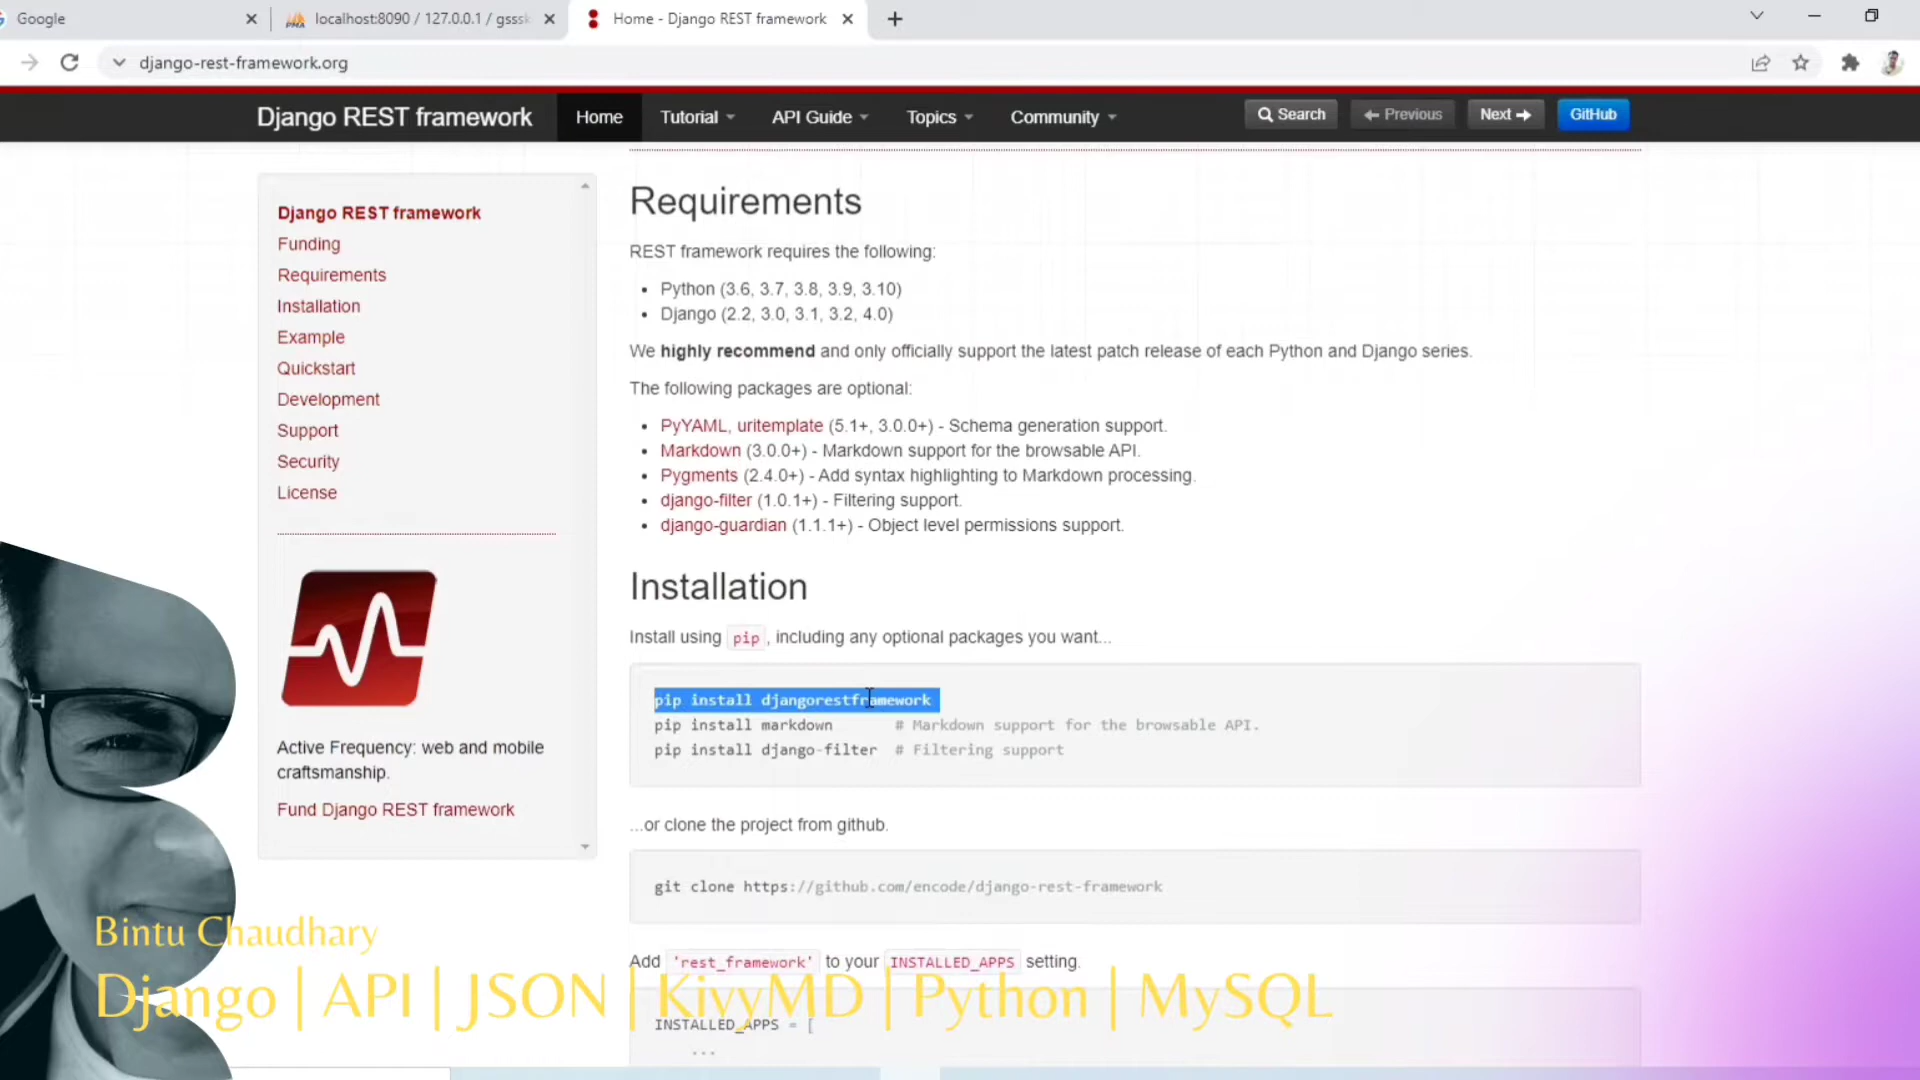 Google
localhost:8090 / 127.0.0.1 / gsssk
Home - Django REST framework
django-rest-framework.org
Django REST framework
Home
Tutorial
API Guide
Topics
Community
Search
Previous
Next
GitHub
Django REST framework
Funding
Requirements
Installation
Example
Quickstart
Development
Support
Security
License
Active Frequency: web and mobile
craftsmanship.
Fund Django REST framework
Requirements
REST framework requires the following:
• Python (3.6, 3.7, 3.8, 3.9, 3.10)
• Django (2.2, 3.0, 3.1, 3.2, 4.0)
We highly recommend and only officially support the latest patch release of each Python and Django series.
The following packages are optional:
• PyYAML, uritemplate (5.1+, 3.0.0+) - Schema generation support.
• Markdown (3.0.0+) - Markdown support for the browsable API.
• Pygments (2.4.0+) - Add syntax highlighting to Markdown processing.
• django-filter (1.0.1+) - Filtering support.
• django-guardian (1.1.1+) - Object level permissions support.
Installation
Install using pip, including any optional packages you want...
pip install djangorestframework
pip install markdown # Markdown support for the browsable API.
pip install django-filter # Filtering support
...or clone the project from github.
git clone https://github.com/encode/django-rest-framework
Add 'rest_framework' to your INSTALLED_APPS setting.
INSTALLED_APPS = [
...
Bintu Chaudhary
Django | API | JSON | KivyMD | Python | MySQL